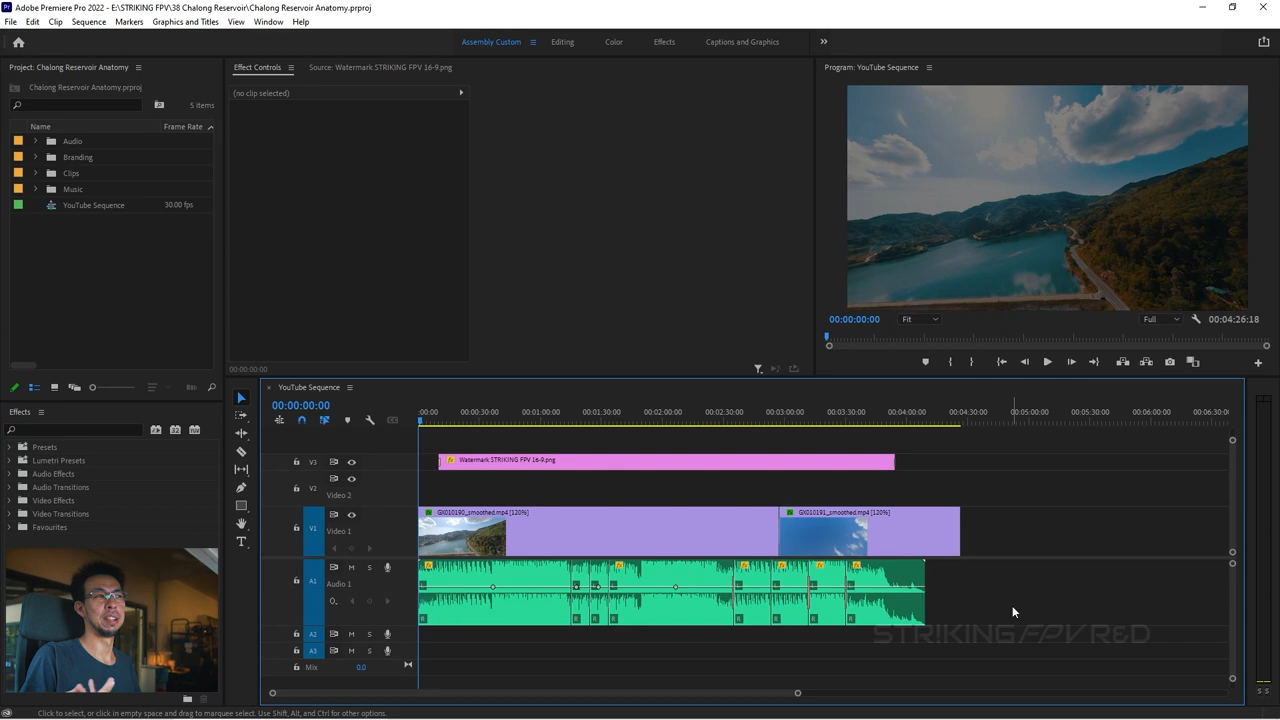 Adobe Premiere Pro 2022 - E:\STRIKING FPV\38 Chalong Reservoir\Chalong Reservoir Anatomy.prproj
File Edit Clip Sequence Markers Graphics and Titles View Window Help
Assembly Custom Editing Color Effects Captions and Graphics
Project: Chalong Reservoir Anatomy
Effect Controls Source: Watermark STRIKING FPV 16-9.png
Program: YouTube Sequence
Chalong Reservoir Anatomy.prproj
(no clip selected)
5 items
Name Frame Rate
Audio
Branding
Clips
Music
YouTube Sequence 30.00 fps
00:00:00:00 Fit Full 00:04:26:18
00:00:00:00
YouTube Sequence
00:00:00:00
:00:00 00:00:30:00 00:01:00:00 00:01:30:00 00:02:00:00 00:02:30:00 00:03:00:00 00:03:30:00 00:04:00:00 00:04:30:00 00:05:00:00 00:05:30:00 00:06:00:00 00:06:30:00
Effects
Presets
Lumetri Presets
Audio Effects
Audio Transitions
Video Effects
Video Transitions
Favourites
V3 fx Watermark STRIKING FPV 16-9.png
V2
Video 2
V1 Video 1
fx GX010190_smoothed.mp4 [120%] fx GX010191_smoothed.mp4 [120%]
A1 M S
Audio 1
A2 M S
A3 M S
Mix 0.0
STRIKING FPV R&D
S S
Click to select, or click in empty space and drag to marquee select. Use Shift, Alt, and Ctrl for other options.